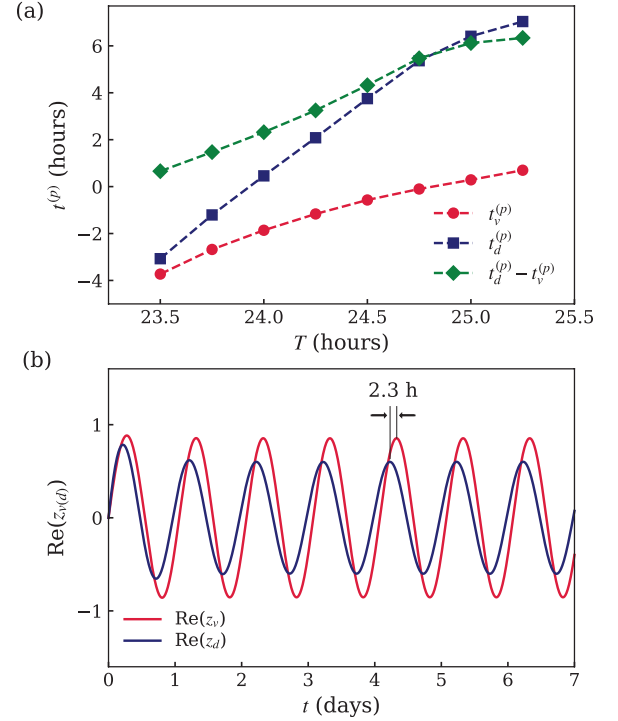 (a)
6
4
2
0
−2
−4
t^(p) (hours)
t_v^(p)
t_d^(p)
t_d^(p) − t_v^(p)
23.5 24.0 24.5 25.0 25.5
T (hours)
(b)
2.3 h
1
0
−1
Re(z_v(d))
Re(z_v)
Re(z_d)
0 1 2 3 4 5 6 7
t (days)